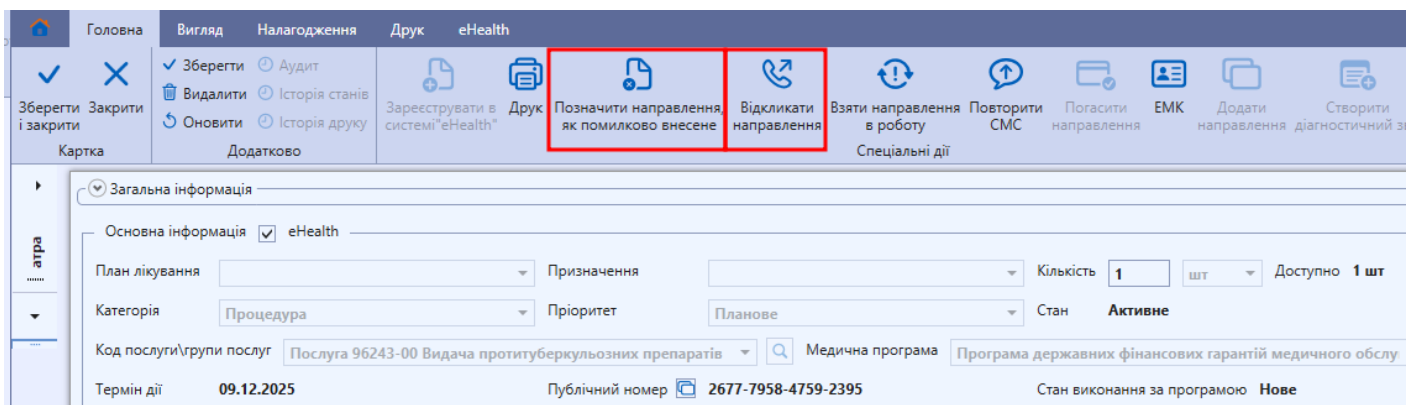 Головна Вигляд Налагодження Друк eHealth
Зберегти і закрити Закрити
Зберегти Аудит
Видалити Історія станів
Оновити Історія друку
Зареєструвати в системі"eHealth" Друк Позначити направлення, як помилково внесене Відкликати направлення Взяти направлення в роботу Повторити СМС Погасити направлення ЕМК Додати направлення Створити діагностичний
Картка Додатково Спеціальні дії
Загальна інформація
атра
Основна інформація eHealth
План лікування Призначення Кількість 1 шт Доступно 1 шт
Категорія Процедура Пріоритет Планове Стан Активне
Код послуги\групи послуг Послуга 96243-00 Видача протитуберкульозних препаратів Медична програма Програма державних фінансових гарантій медичного обслу
Термін дії 09.12.2025 Публічний номер 2677-7958-4759-2395 Стан виконання за програмою Нове